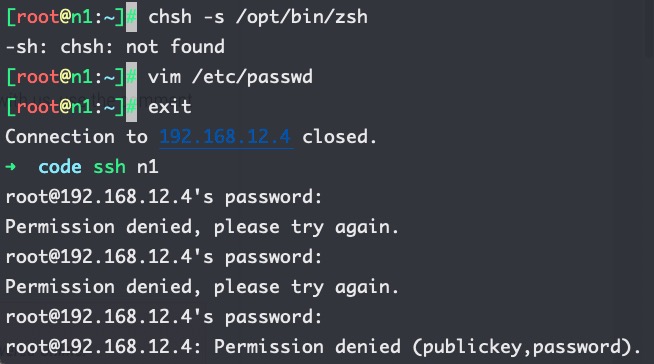 [root@n1:~]# chsh -s /opt/bin/zsh
-sh: chsh: not found
[root@n1:~]# vim /etc/passwd
[root@n1:~]# exit
Connection to 192.168.12.4 closed.
➜ code ssh n1
root@192.168.12.4's password:
Permission denied, please try again.
root@192.168.12.4's password:
Permission denied, please try again.
root@192.168.12.4's password:
root@192.168.12.4: Permission denied (publickey,password).